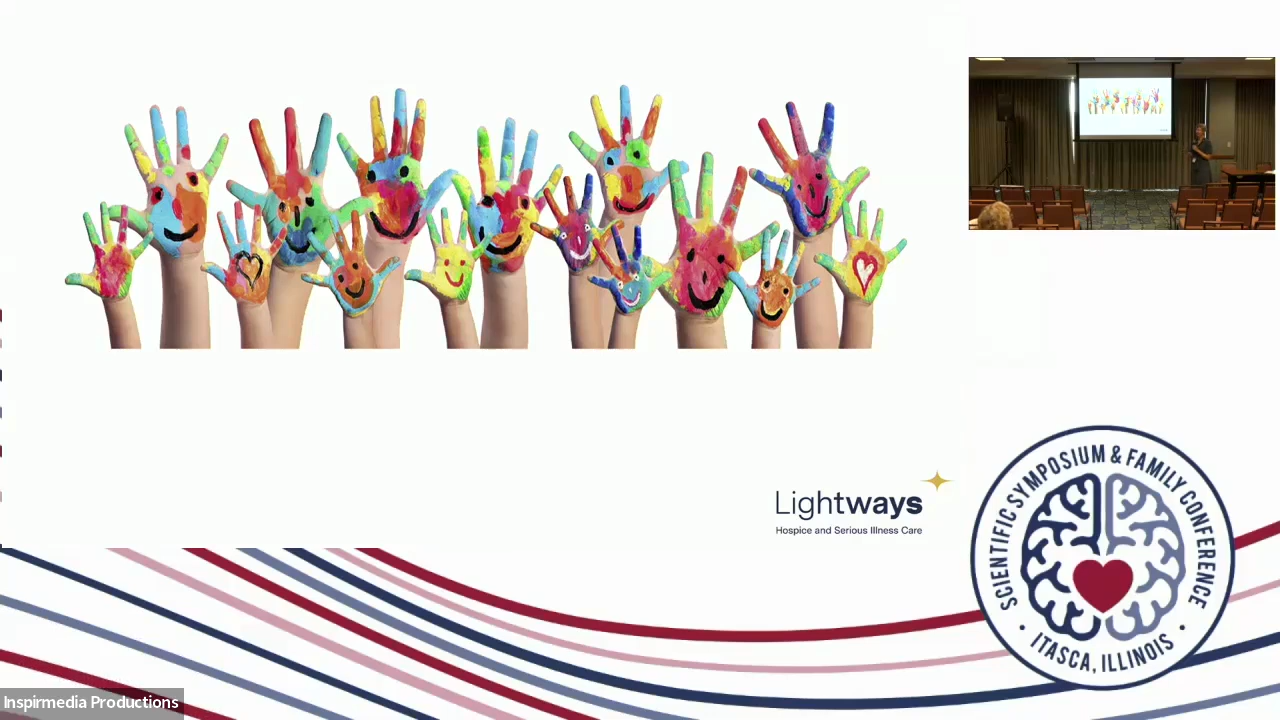 Lightways
Hospice and Serious Illness Care
SCIENTIFIC SYMPOSIUM & FAMILY CONFERENCE
• ITASCA, ILLINOIS •
Inspirmedia Productions